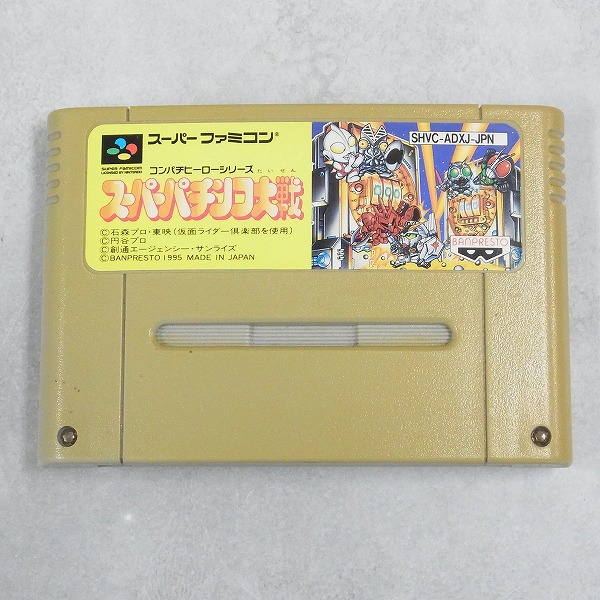 スーパーファミコン®
SUPER FAMICOM
LICENSED BY NINTENDO
コンパチヒーローシリーズ
たいせん
スーパーパチンコ大戦
©石森プロ・東映(仮面ライダー倶楽部を使用)
©円谷プロ
©創通エージェンシー・サンライズ
©BANPRESTO 1995 MADE IN JAPAN
SHVC-ADXJ-JPN
BANPRESTO